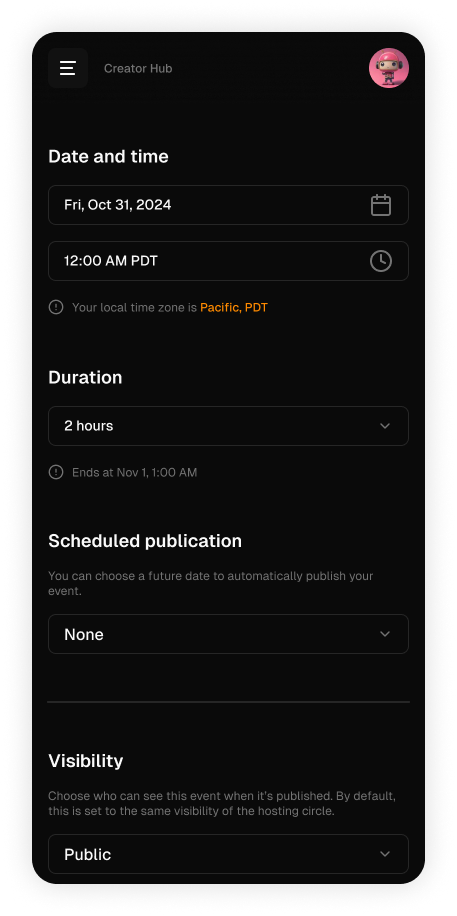 Creator Hub
Date and time
Fri, Oct 31, 2024
12:00 AM PDT
Your local time zone is Pacific, PDT
Duration
2 hours
Ends at Nov 1, 1:00 AM
Scheduled publication
You can choose a future date to automatically publish your
event.
None
Visibility
Choose who can see this event when it's published. By default,
this is set to the same visibility of the hosting circle.
Public